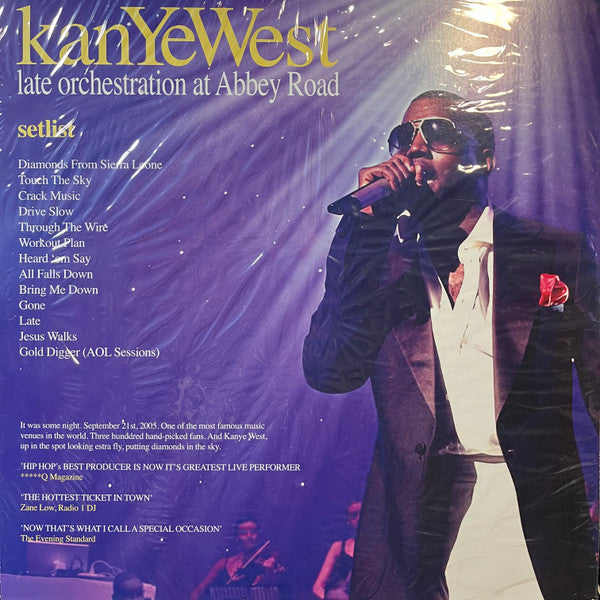 kanYeWest
late orchestration at Abbey Road
setlist
Diamonds From Sierra Leone
Touch The Sky
Crack Music
Drive Slow
Through The Wire
Workout Plan
Heard 'em Say
All Falls Down
Bring Me Down
Gone
Late
Jesus Walks
Gold Digger (AOL Sessions)
It was some night. September 21st, 2005. One of the most famous music
venues in the world. Three hunddred hand-picked fans. And Kanye West,
up in the spot looking estra fly, putting diamonds in the sky.
'HIP HOP's BEST PRODUCER IS NOW IT'S GREATEST LIVE PERFORMER
*****Q Magazine
'THE HOTTEST TICKET IN TOWN'
Zane Low, Radio 1 DJ
'NOW THAT'S WHAT I CALL A SPECIAL OCCASION'
The Evening Standard